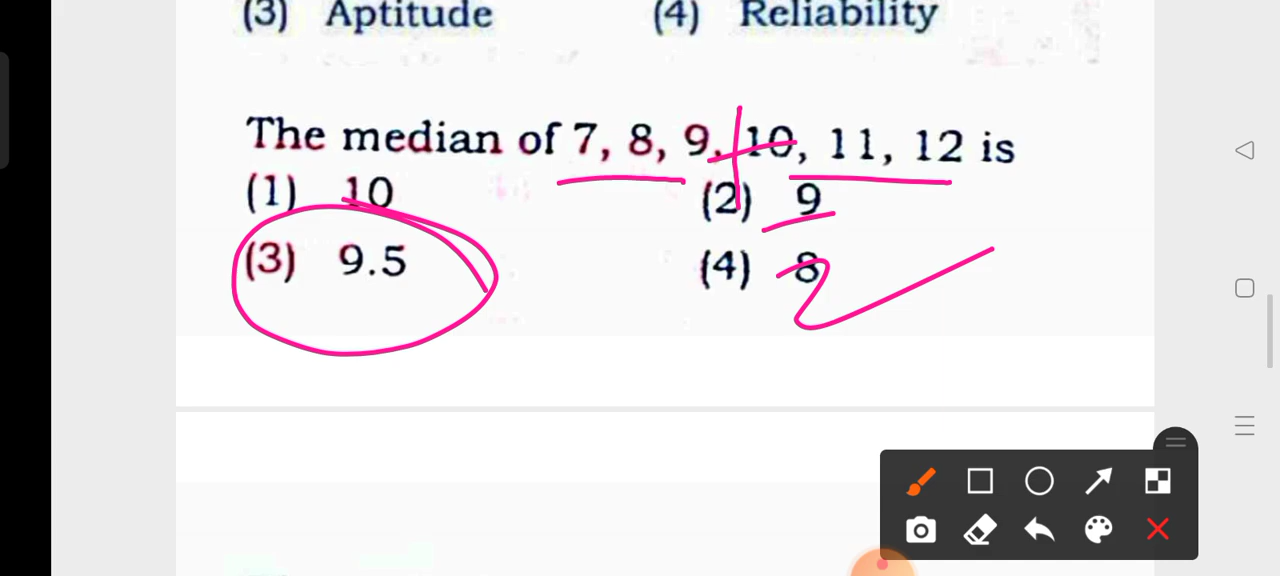 (3) Aptitude (4) Reliability
The median of 7, 8, 9, 10, 11, 12 is
(1) 10 (2) 9
(3) 9.5 (4) 8